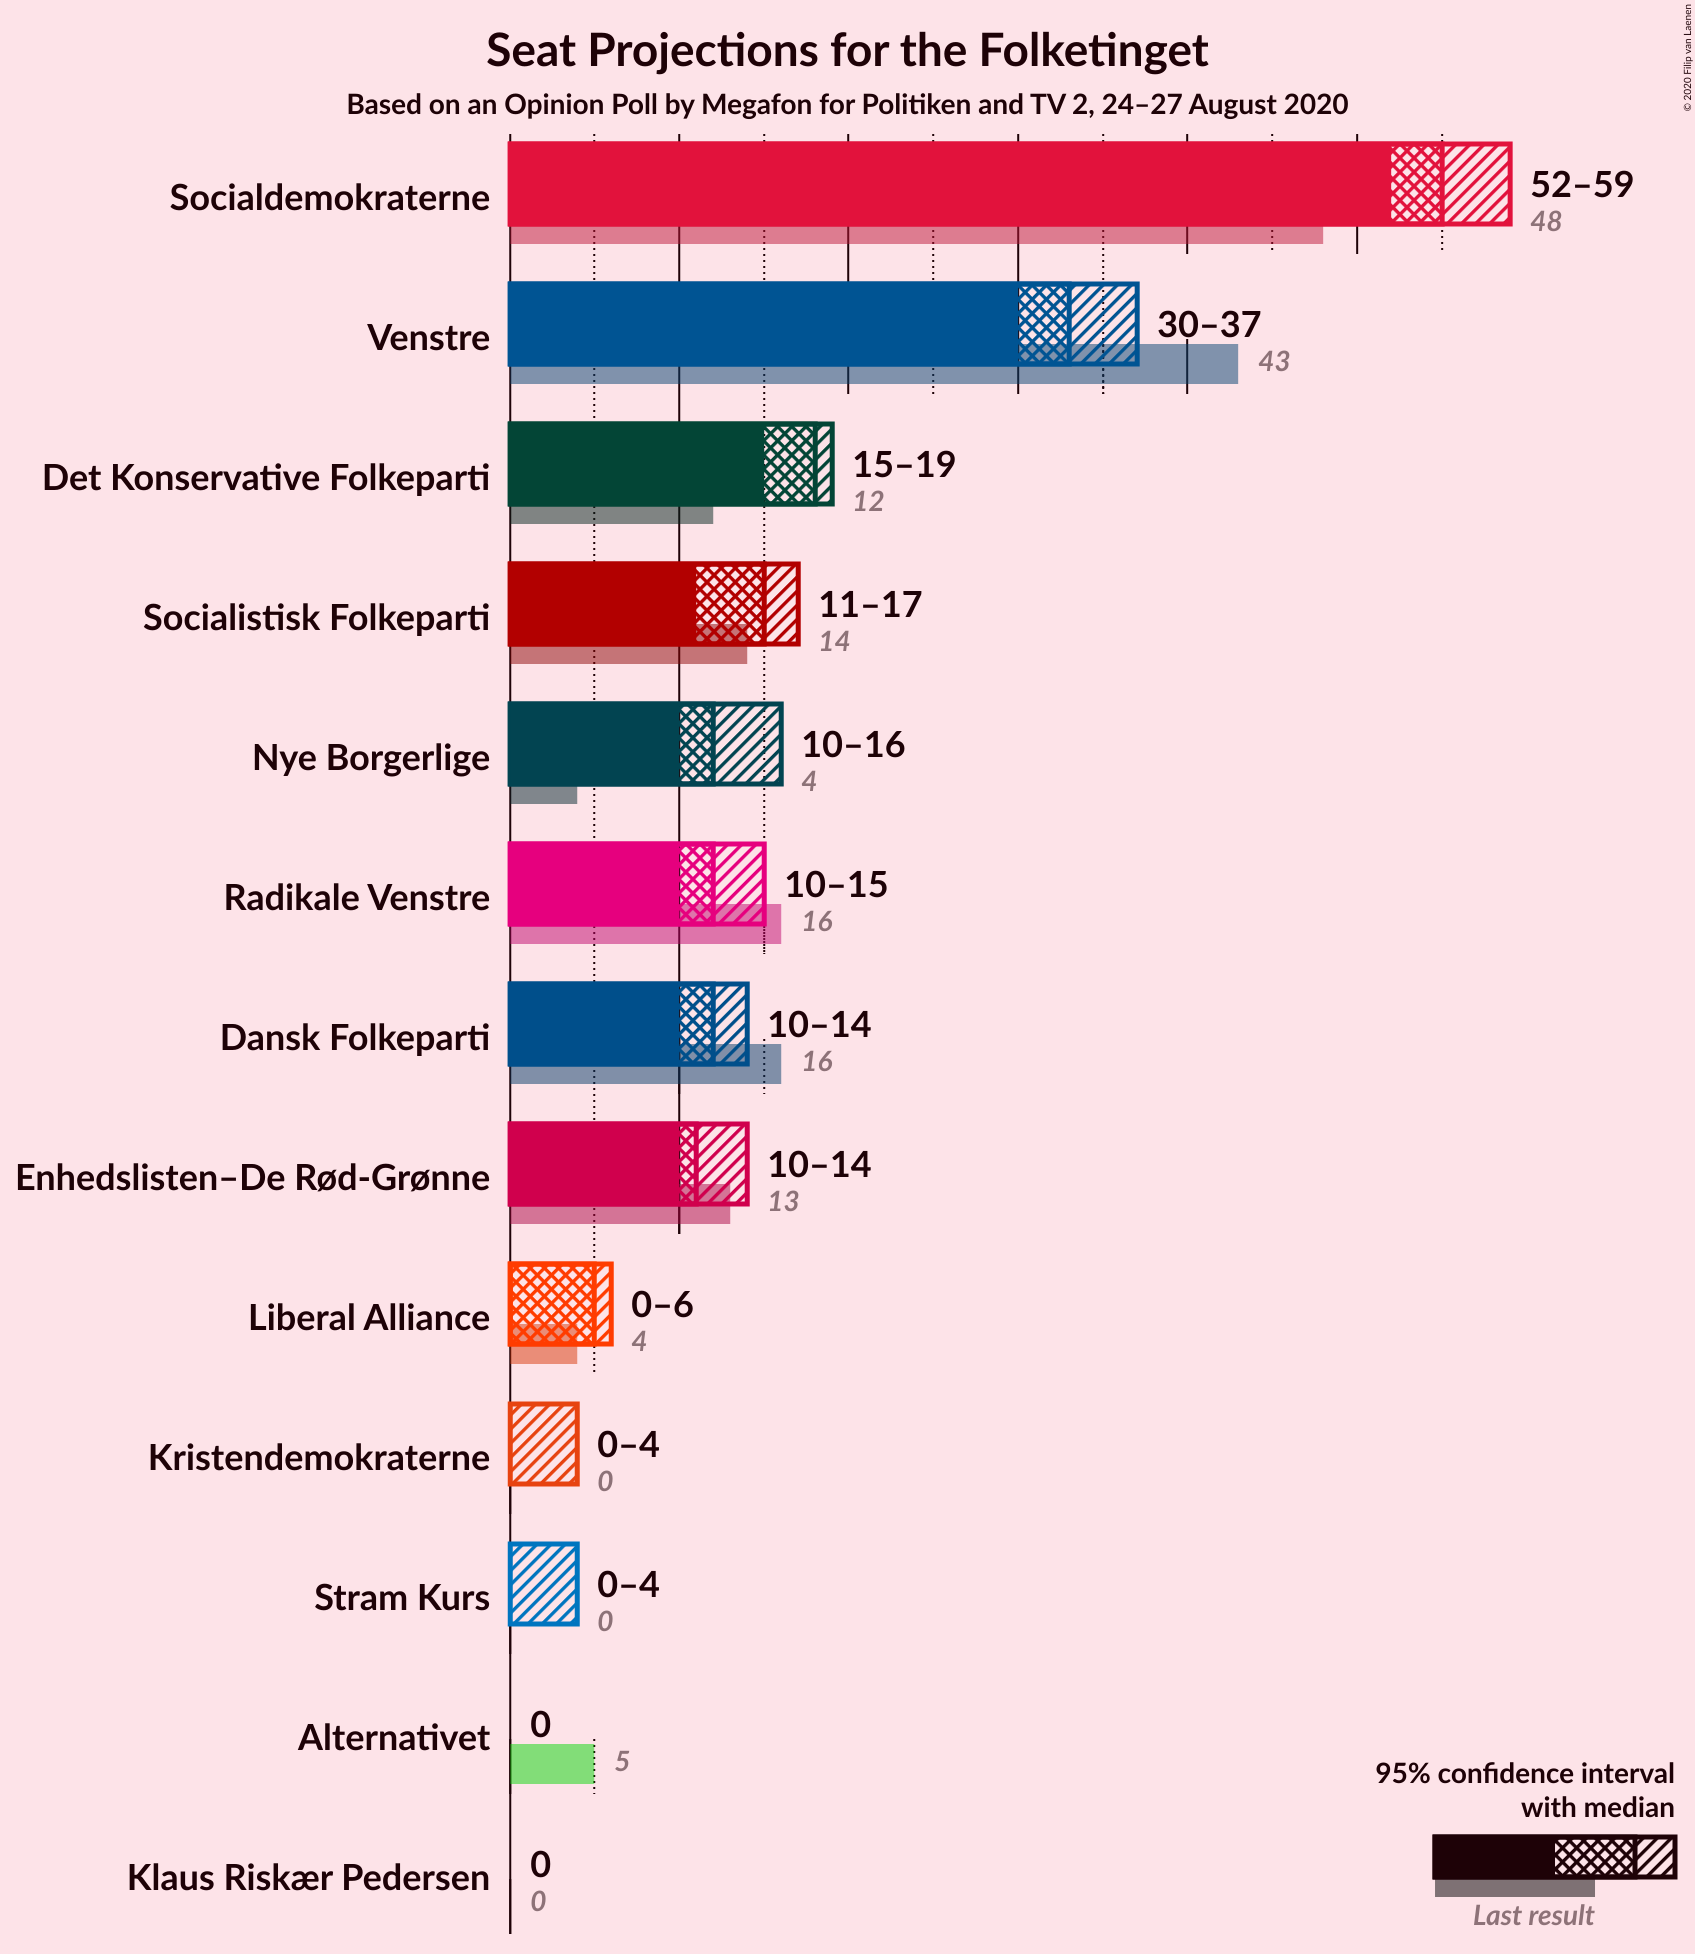 Seat Projections for the Folketinget
Based on an Opinion Poll by Megafon for Politiken and TV 2, 24–27 August 2020
© 2020 Filip van Laenen
Socialdemokraterne
52–59
48
Venstre
30–37
43
Det Konservative Folkeparti
15–19
12
Socialistisk Folkeparti
11–17
14
Nye Borgerlige
10–16
4
Radikale Venstre
10–15
16
Dansk Folkeparti
10–14
16
Enhedslisten–De Rød-Grønne
10–14
13
Liberal Alliance
0–6
4
Kristendemokraterne
0–4
0
Stram Kurs
0–4
0
Alternativet
0
5
Klaus Riskær Pedersen
0
0
95% confidence interval
with median
Last result